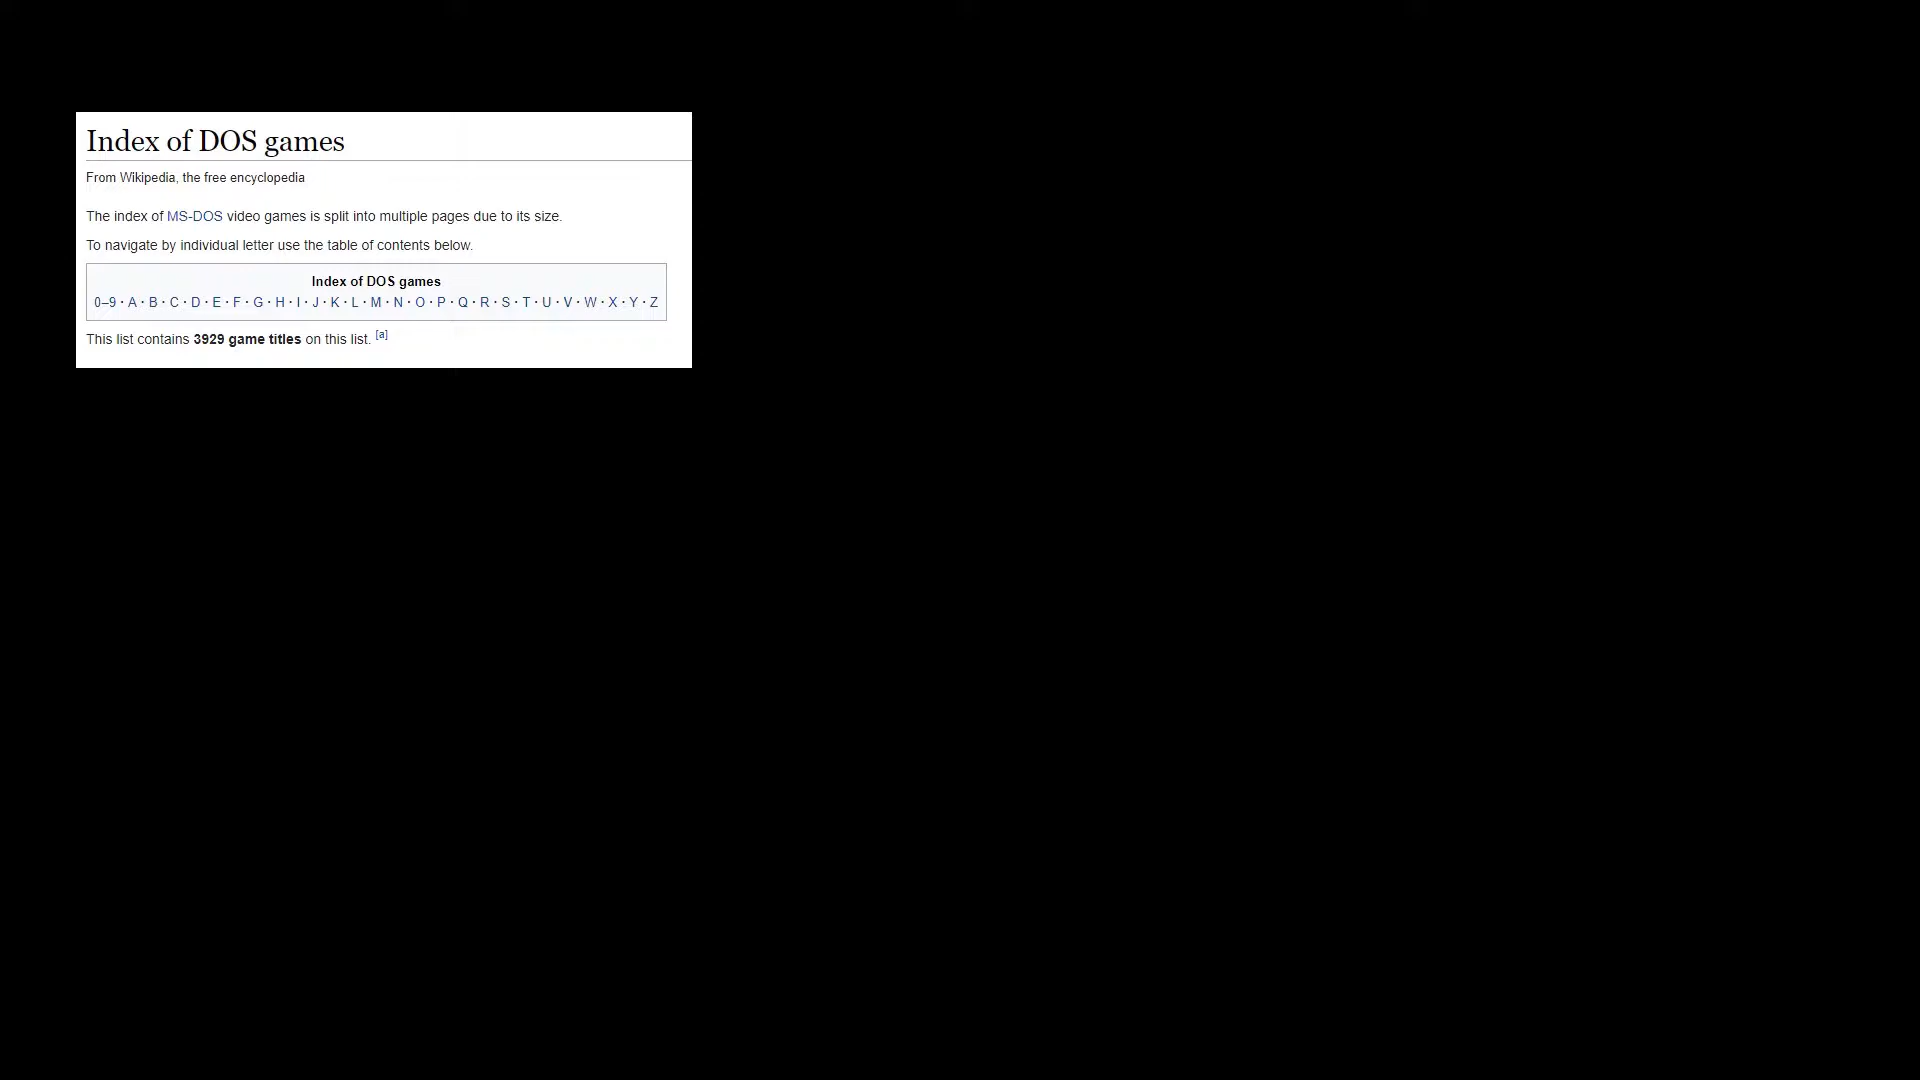 Index of DOS games
From Wikipedia, the free encyclopedia
The index of MS-DOS video games is split into multiple pages due to its size.
To navigate by individual letter use the table of contents below.
Index of DOS games
0–9 · A · B · C · D · E · F · G · H · I · J · K · L · M · N · O · P · Q · R · S · T · U · V · W · X · Y · Z
This list contains 3929 game titles on this list. [a]